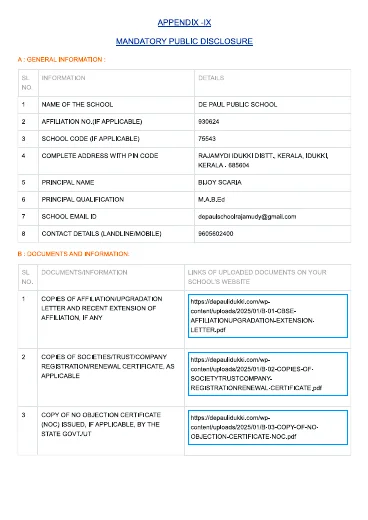 APPENDIX -IX
MANDATORY PUBLIC DISCLOSURE
A : GENERAL INFORMATION :
SL NO. INFORMATION DETAILS
1 NAME OF THE SCHOOL DE PAUL PUBLIC SCHOOL
2 AFFILIATION NO.(IF APPLICABLE) 930624
3 SCHOOL CODE (IF APPLICABLE) 75543
4 COMPLETE ADDRESS WITH PIN CODE RAJAMYDI IDUKKI DISTT., KERALA, IDUKKI,
KERALA - 685604
5 PRINCIPAL NAME BIJOY SCARIA
6 PRINCIPAL QUALIFICATION M.A,B.Ed
7 SCHOOL EMAIL ID depaulschoolrajamudy@gmail.com
8 CONTACT DETAILS (LANDLINE/MOBILE) 9605602400
B : DOCUMENTS AND INFORMATION:
SL NO. DOCUMENTS/INFORMATION LINKS OF UPLOADED DOCUMENTS ON YOUR
SCHOOL'S WEBSITE
1 COPIES OF AFFILIATION/UPGRADATION
LETTER AND RECENT EXTENSION OF
AFFILIATION, IF ANY
https://depaulidukki.com/wp-
content/uploads/2025/01/B-01-CBSE-
AFFILIATIONUPGRADATION-EXTENSION-
LETTER.pdf
2 COPIES OF SOCIETIES/TRUST/COMPANY
REGISTRATION/RENEWAL CERTIFICATE, AS
APPLICABLE
https://depaulidukki.com/wp-
content/uploads/2025/01/B-02-COPIES-OF-
SOCIETYTRUSTCOMPANY-
REGISTRATIONRENEWAL-CERTIFICATE.pdf
3 COPY OF NO OBJECTION CERTIFICATE
(NOC) ISSUED, IF APPLICABLE, BY THE
STATE GOVT./UT
https://depaulidukki.com/wp-
content/uploads/2025/01/B-03-COPY-OF-NO-
OBJECTION-CERTIFICATE-NOC.pdf